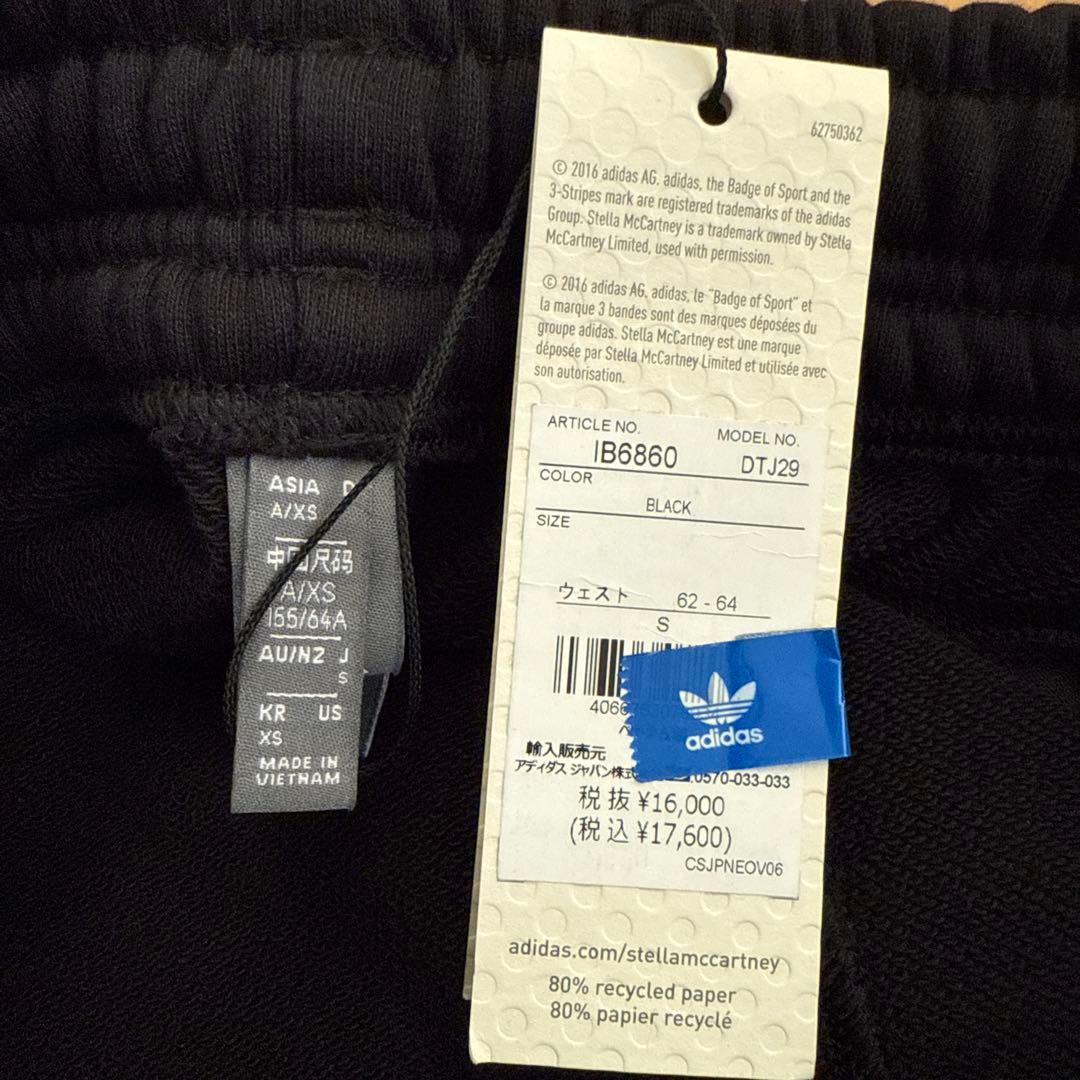 62750362
© 2016 adidas AG. adidas, the Badge of Sport and the
3-Stripes mark are registered trademarks of the adidas
Group. Stella McCartney is a trademark owned by Stella
McCartney Limited, used with permission.
© 2016 adidas AG. adidas, le "Badge of Sport" et
la marque 3 bandes sont des marques déposées du
groupe adidas. Stella McCartney est une marque
déposée par Stella McCartney Limited et utilisée avec
son autorisation.
ARTICLE NO. MODEL NO.
IB6860 DTJ29
COLOR
BLACK
SIZE
ウェスト 62 - 64
S
4066
adidas
輸入販売元
アディダス ジャパン株式 0570-033-033
税抜 ¥16,000
(税込 ¥17,600)
CSJPNEOV06
adidas.com/stellamccartney
80% recycled paper
80% papier recyclé
ASIA D
A/XS
中国尺码
A/XS
155/64A
AU/NZ J
S
KR US
XS
MADE IN
VIETNAM